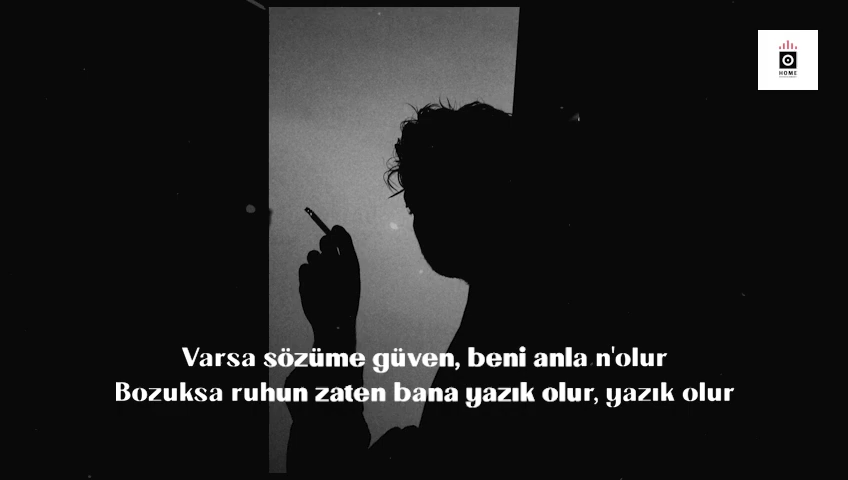 HOME
Varsa sözüme güven, beni anla n'olur
Bozuksa ruhun zaten bana yazık olur, yazık olur